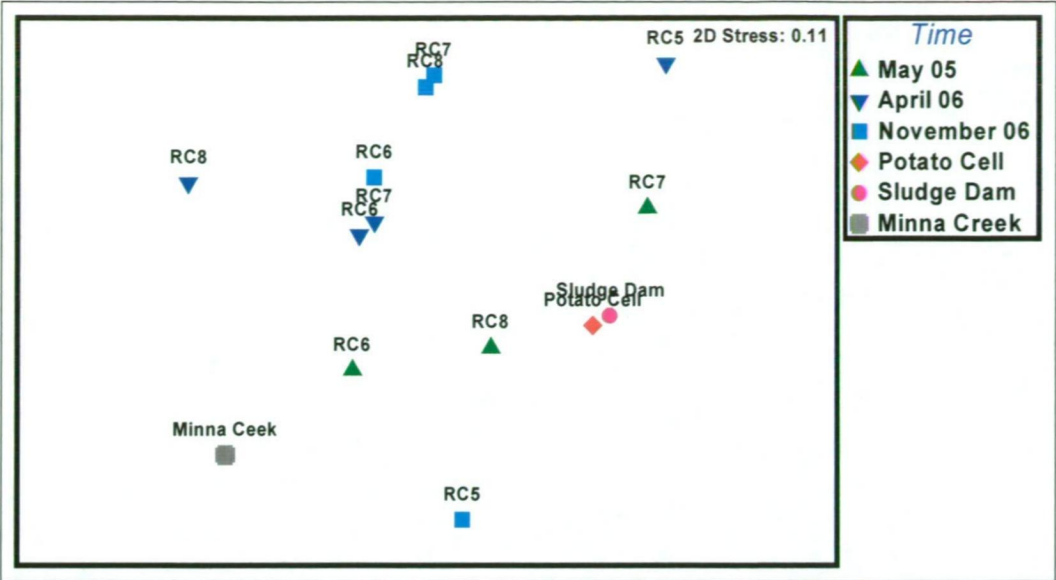 RC7
RC8
RC5 2D Stress: 0.11
RC8
RC6
RC7
RC6
RC7
Sludge Dam
Potato Cell
RC8
RC6
Minna Ceek
RC5
Time
May 05
April 06
November 06
Potato Cell
Sludge Dam
Minna Creek